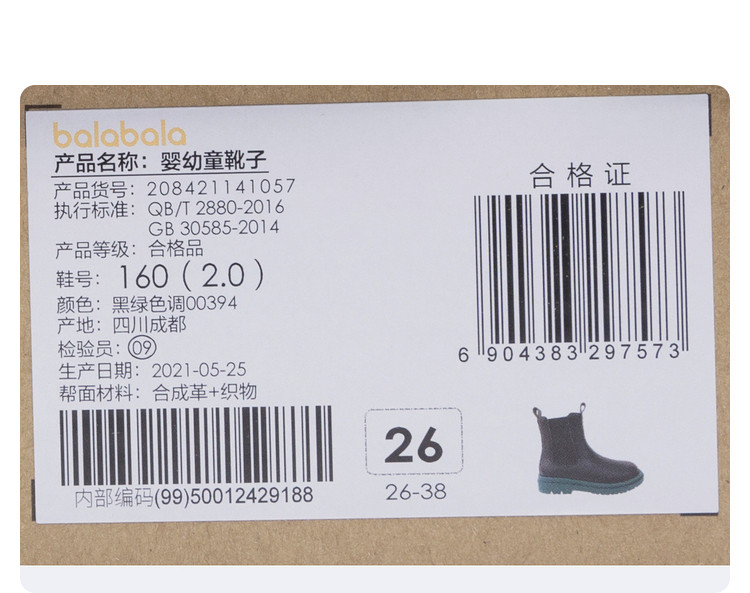 balabala
产品名称：婴幼童靴子
产品货号：208421141057
执行标准：QB/T 2880-2016
GB 30585-2014
产品等级：合格品
鞋号：160（2.0）
颜色：黑绿色调00394
产地：四川成都
检验员：09
生产日期：2021-05-25
帮面材料：合成革+织物
内部编码(99)50012429188
合格证
6 904383 297573
26
26-38